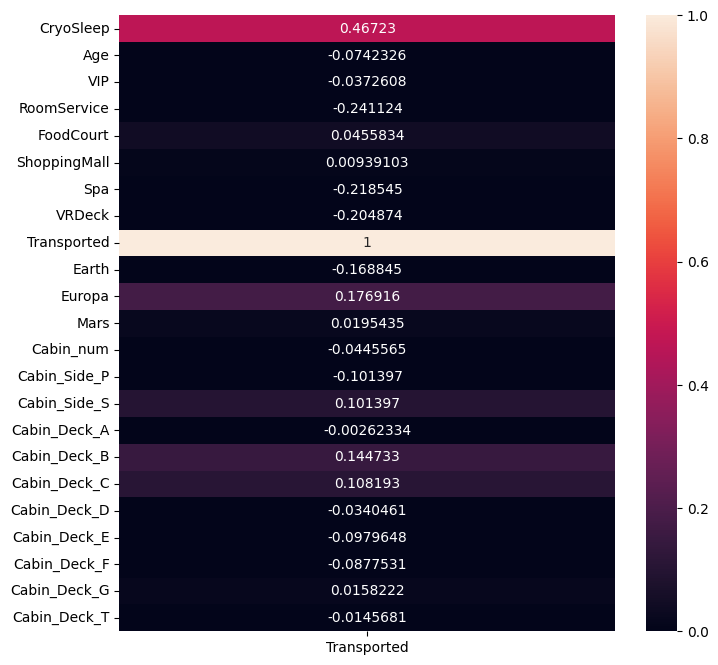 CryoSleep 0.46723
Age -0.0742326
VIP -0.0372608
RoomService -0.241124
FoodCourt 0.0455834
ShoppingMall 0.00939103
Spa -0.218545
VRDeck -0.204874
Transported 1
Earth -0.168845
Europa 0.176916
Mars 0.0195435
Cabin_num -0.0445565
Cabin_Side_P -0.101397
Cabin_Side_S 0.101397
Cabin_Deck_A -0.00262334
Cabin_Deck_B 0.144733
Cabin_Deck_C 0.108193
Cabin_Deck_D -0.0340461
Cabin_Deck_E -0.0979648
Cabin_Deck_F -0.0877531
Cabin_Deck_G 0.0158222
Cabin_Deck_T -0.0145681
Transported
1.0
0.8
0.6
0.4
0.2
0.0